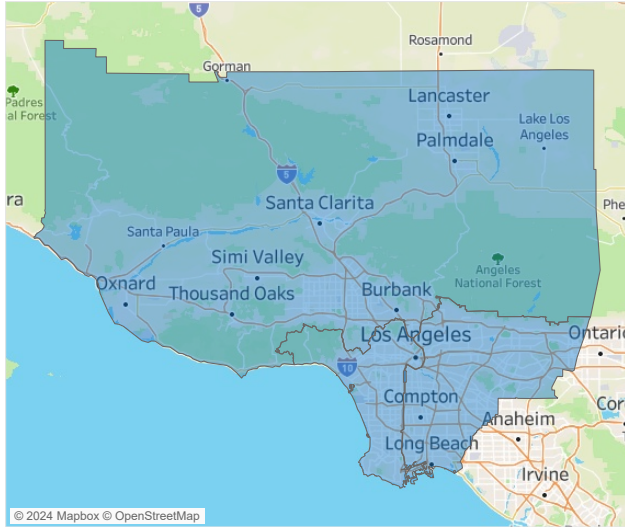 5
Rosamond
Gorman
Padres
al Forest
Lancaster
Lake Los
Angeles
Palmdale
5
ra
Santa Clarita
Phe
Santa Paula
Simi Valley
Angeles
National Forest
Oxnard
Thousand Oaks
Burbank
Los Angeles
Ontario
10
Compton
Cor
Anaheim
Long Beach
Irvine
© 2024 Mapbox © OpenStreetMap